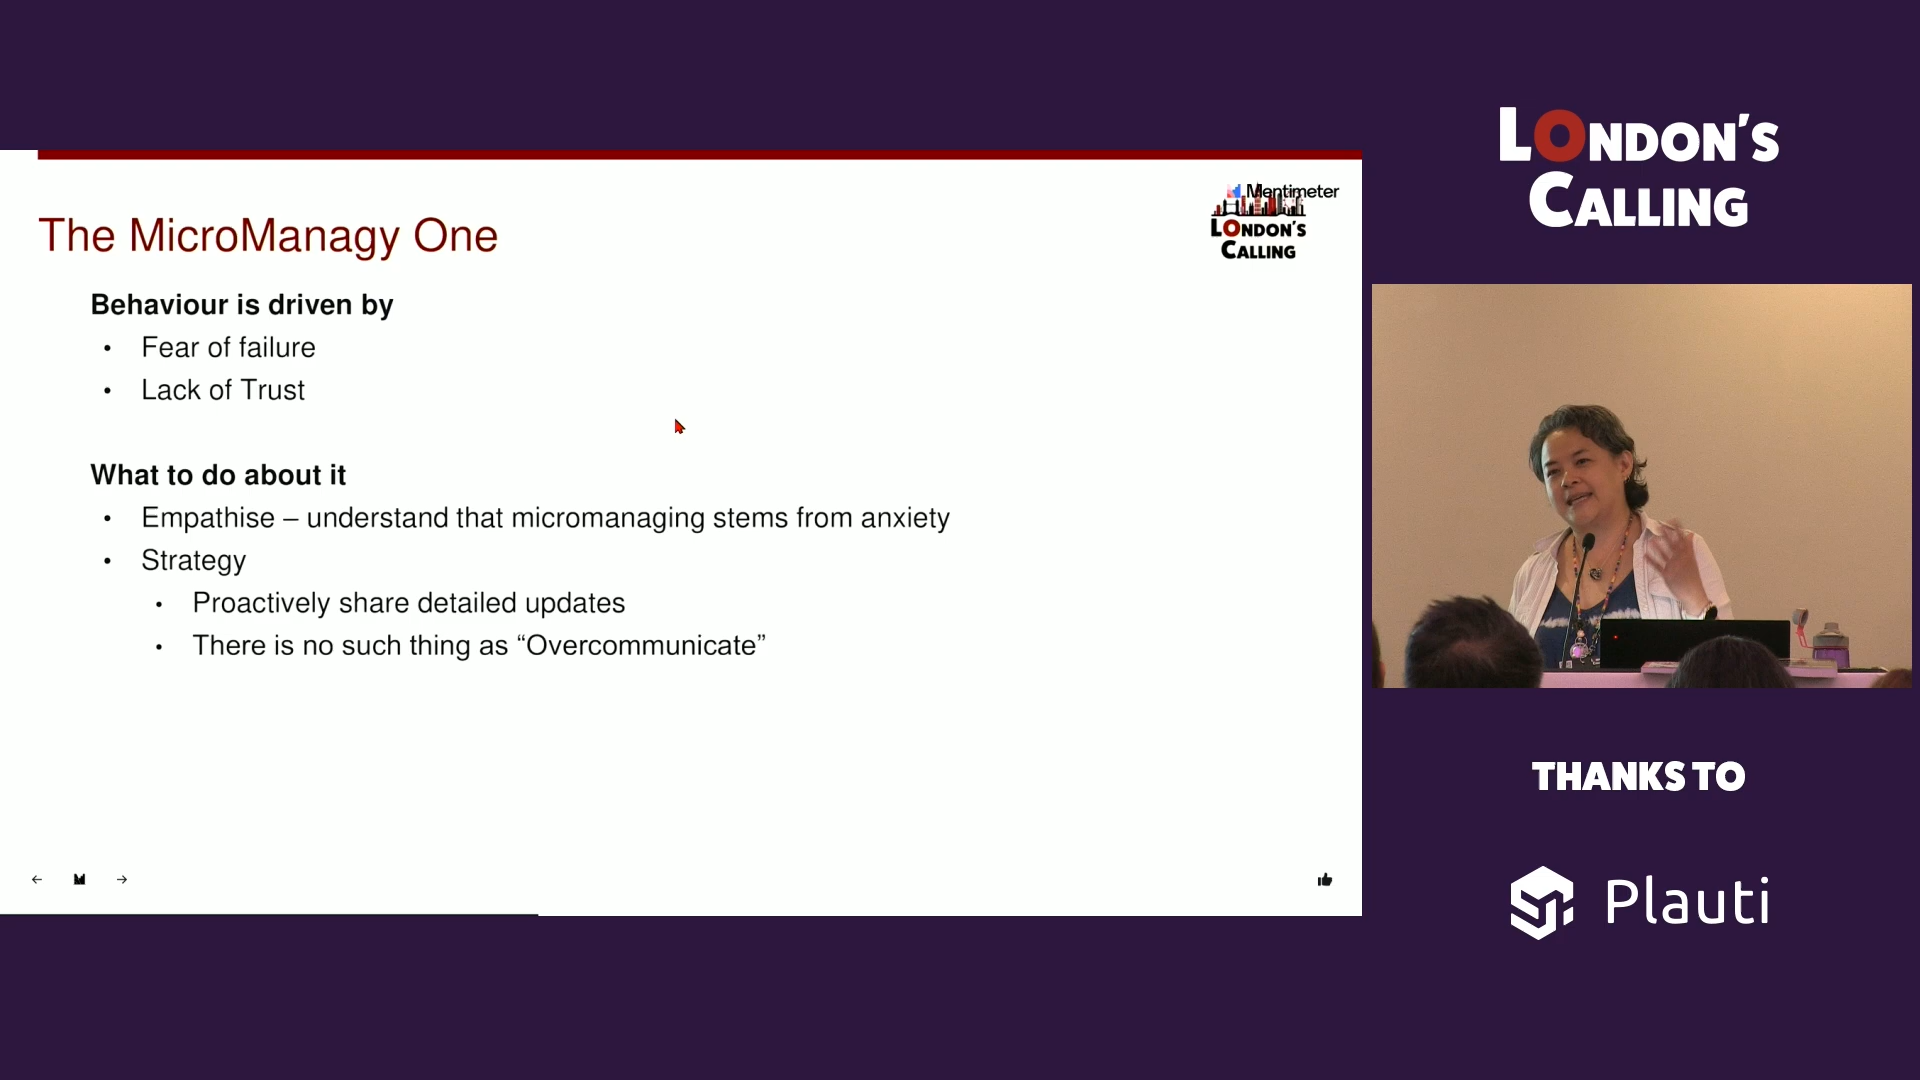 The MicroManagy One
Mentimeter
LONDON'S
CALLING
Behaviour is driven by
• Fear of failure
• Lack of Trust
What to do about it
• Empathise – understand that micromanaging stems from anxiety
• Strategy
• Proactively share detailed updates
• There is no such thing as “Overcommunicate”
LONDON'S
CALLING
THANKS TO
Plauti